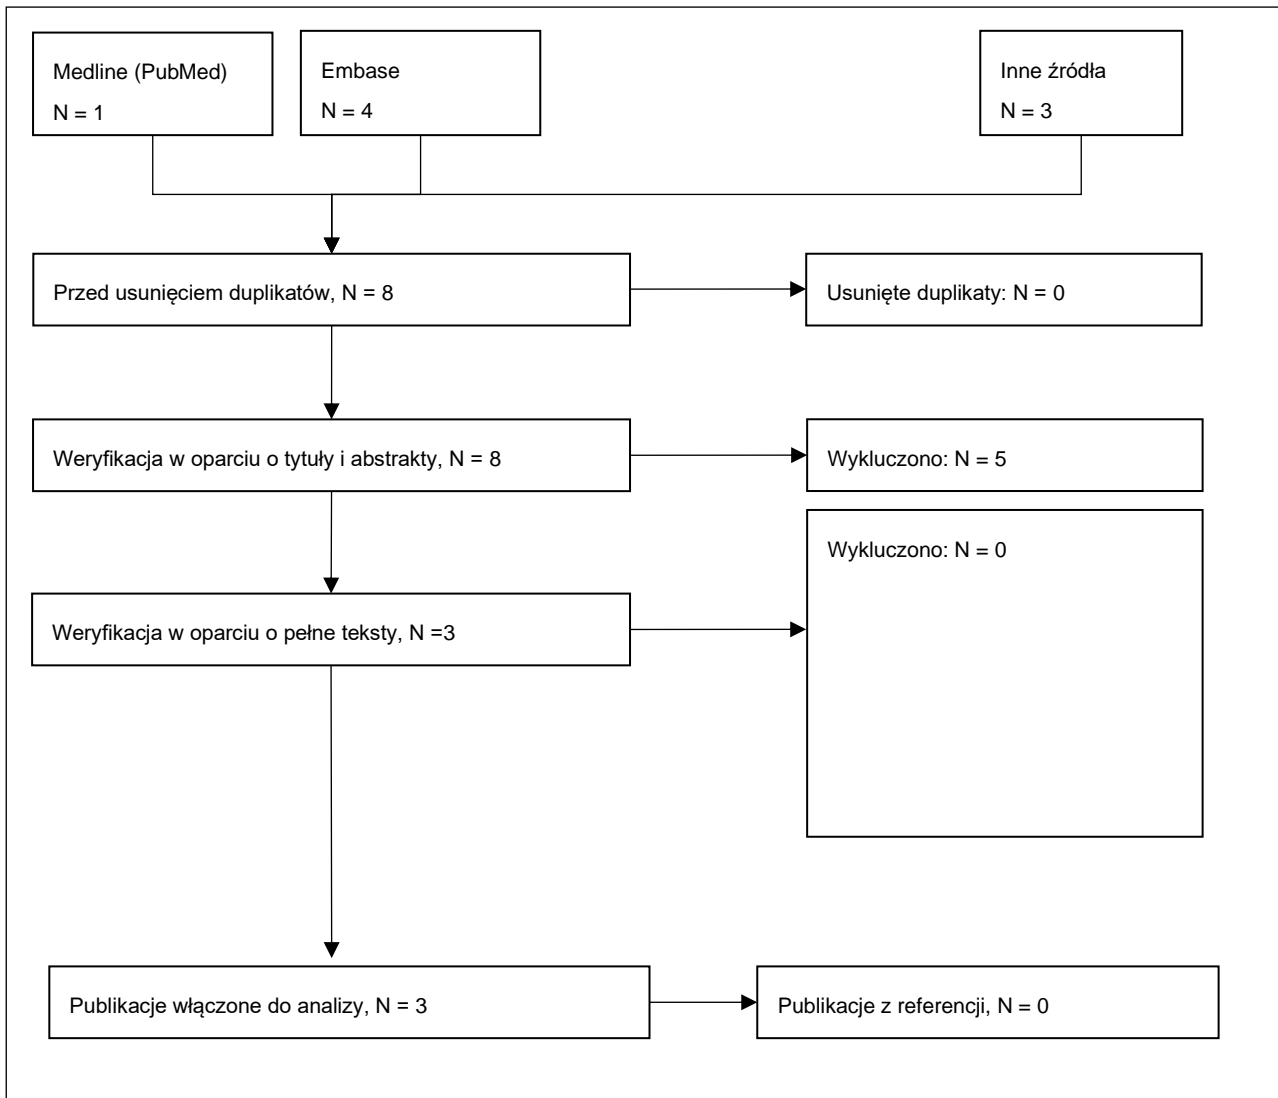 Medline (PubMed)
N = 1
Embase
N = 4
Inne źródła
N = 3
Przed usunięciem duplikatów, N = 8
Usunięte duplikaty: N = 0
Weryfikacja w oparciu o tytuły i abstrakty, N = 8
Wykluczono: N = 5
Wykluczono: N = 0
Weryfikacja w oparciu o pełne teksty, N =3
Publikacje włączone do analizy, N = 3
Publikacje z referencji, N = 0